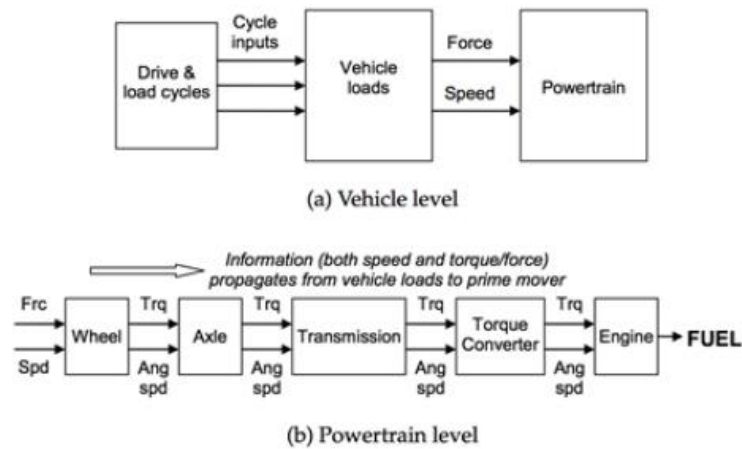 Cycle
inputs
Drive &
load cycles
Vehicle
loads
Force
Speed
Powertrain
(a) Vehicle level
Information (both speed and torque/force)
propagates from vehicle loads to prime mover
Frc
Spd
Wheel
Trq
Ang
spd
Axle
Trq
Ang
spd
Transmission
Trq
Ang
spd
Torque
Converter
Trq
Ang
spd
Engine
FUEL
(b) Powertrain level